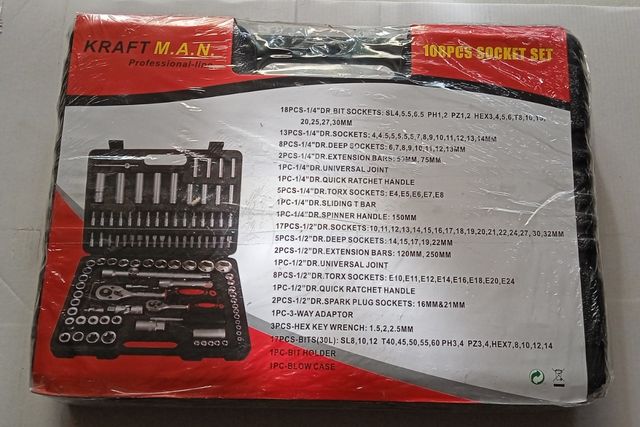 KRAFT M.A.N.
Professional-line
108PCS SOCKET SET
18PCS-1/4"DR.BIT SOCKETS: SL4,5.5,6.5 PH1,2 PZ1,2 HEX3,4,5,6,T8,10,15,
20,25,27,30MM
13PCS-1/4"DR.SOCKETS: 4,4.5,5,5.5,6,7,8,9,10,11,12,13,14MM
8PCS-1/4"DR.DEEP SOCKETS: 6,7,8,9,10,11,12,13MM
2PCS-1/4"DR.EXTENSION BARS: 50MM, 75MM
1PC-1/4"DR.UNIVERSAL JOINT
1PC-1/4"DR.QUICK RATCHET HANDLE
5PCS-1/4"DR.TORX SOCKETS: E4,E5,E6,E7,E8
1PC-1/4"DR.SLIDING T BAR
1PC-1/4"DR.SPINNER HANDLE: 150MM
17PCS-1/2"DR.SOCKETS: 10,11,12,13,14,15,16,17,18,19,20,21,22,24,27,30,32MM
5PCS-1/2"DR.DEEP SOCKETS: 14,15,17,19,22MM
2PCS-1/2"DR.EXTENSION BARS: 120MM, 250MM
1PC-1/2"DR.UNIVERSAL JOINT
8PCS-1/2"DR.TORX SOCKETS: E10,E11,E12,E14,E16,E18,E20,E24
1PC-1/2"DR.QUICK RATCHET HANDLE
2PCS-1/2"DR.SPARK PLUG SOCKETS: 16MM&21MM
1PC-3-WAY ADAPTOR
3PCS-HEX KEY WRENCH: 1.5,2,2.5MM
17PCS-BITS(30L): SL8,10,12 T40,45,50,55,60 PH3,4 PZ3,4,HEX7,8,10,12,14
1PC-BIT HOLDER
1PC-BLOW CASE